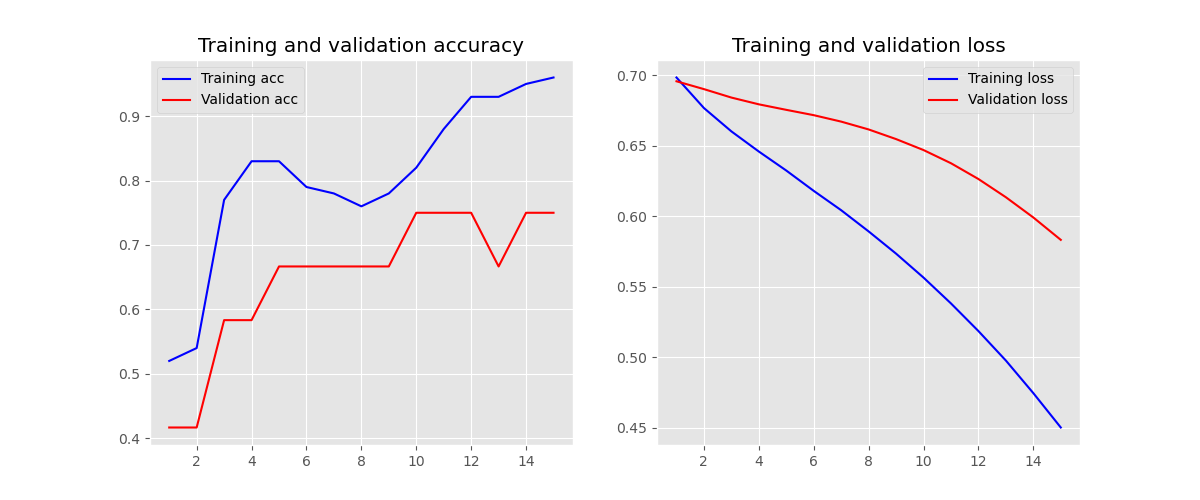 Training and validation accuracy
Training acc
Validation acc
0.9
0.8
0.7
0.6
0.5
0.4
2 4 6 8 10 12 14
Training and validation loss
Training loss
Validation loss
0.70
0.65
0.60
0.55
0.50
0.45
2 4 6 8 10 12 14